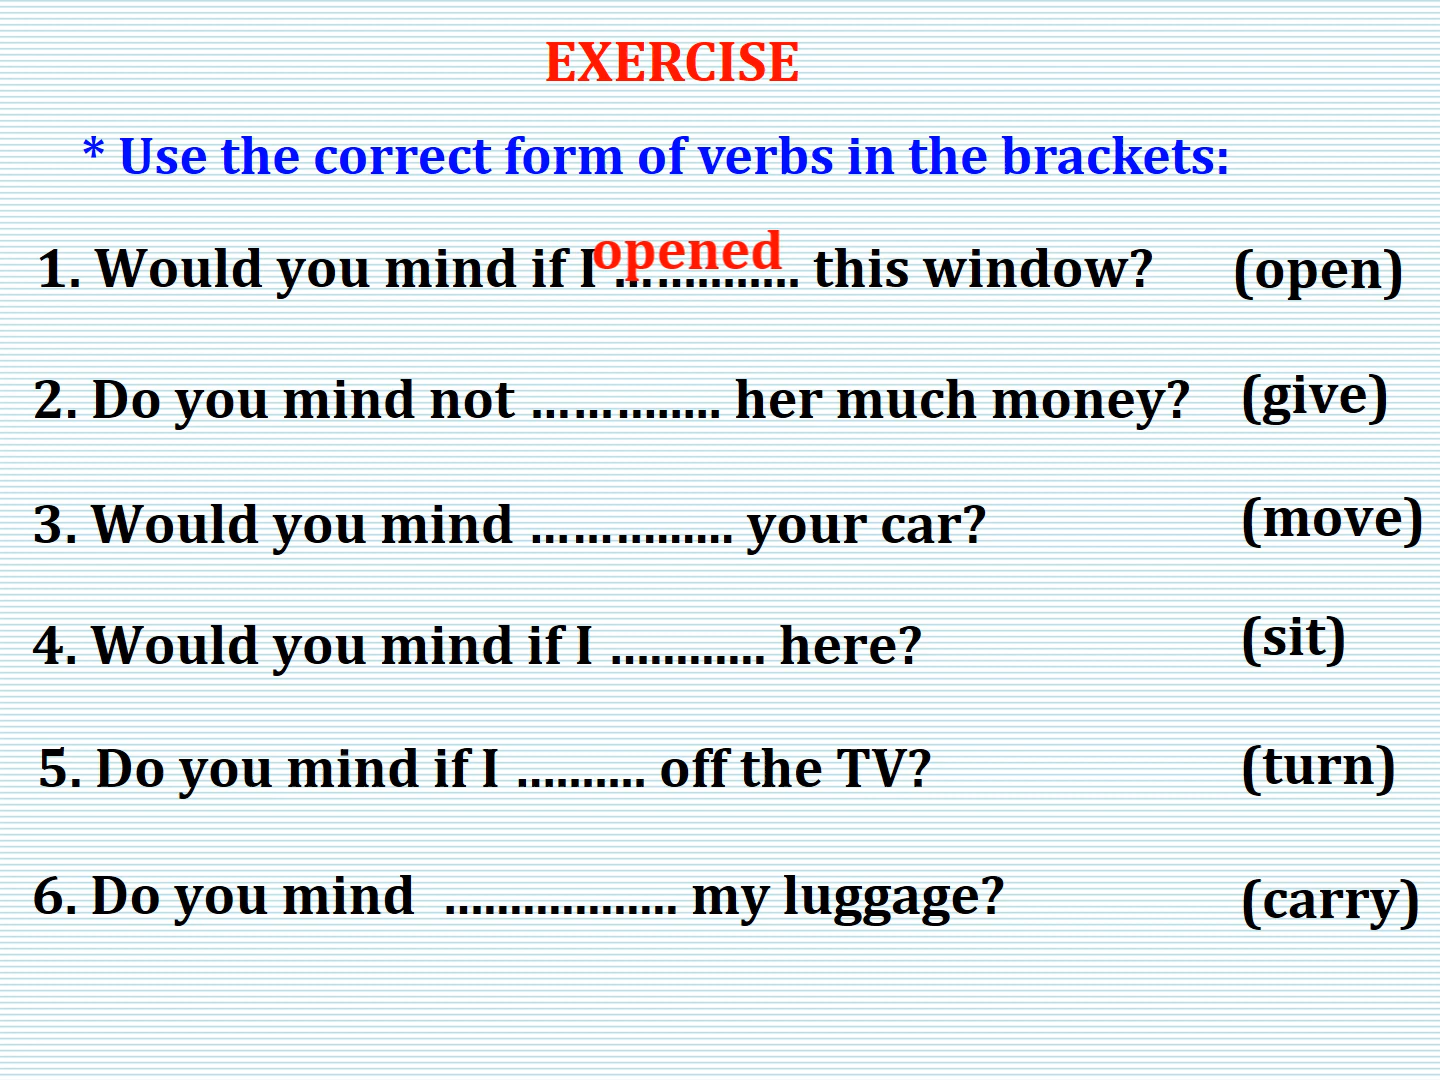 EXERCISE
* Use the correct form of verbs in the brackets:
1. Would you mind if I opened ………….. this window? (open)
2. Do you mind not ………….. her much money? (give)
3. Would you mind …………… your car? (move)
4. Would you mind if I ............ here? (sit)
5. Do you mind if I .......... off the TV? (turn)
6. Do you mind .................. my luggage? (carry)